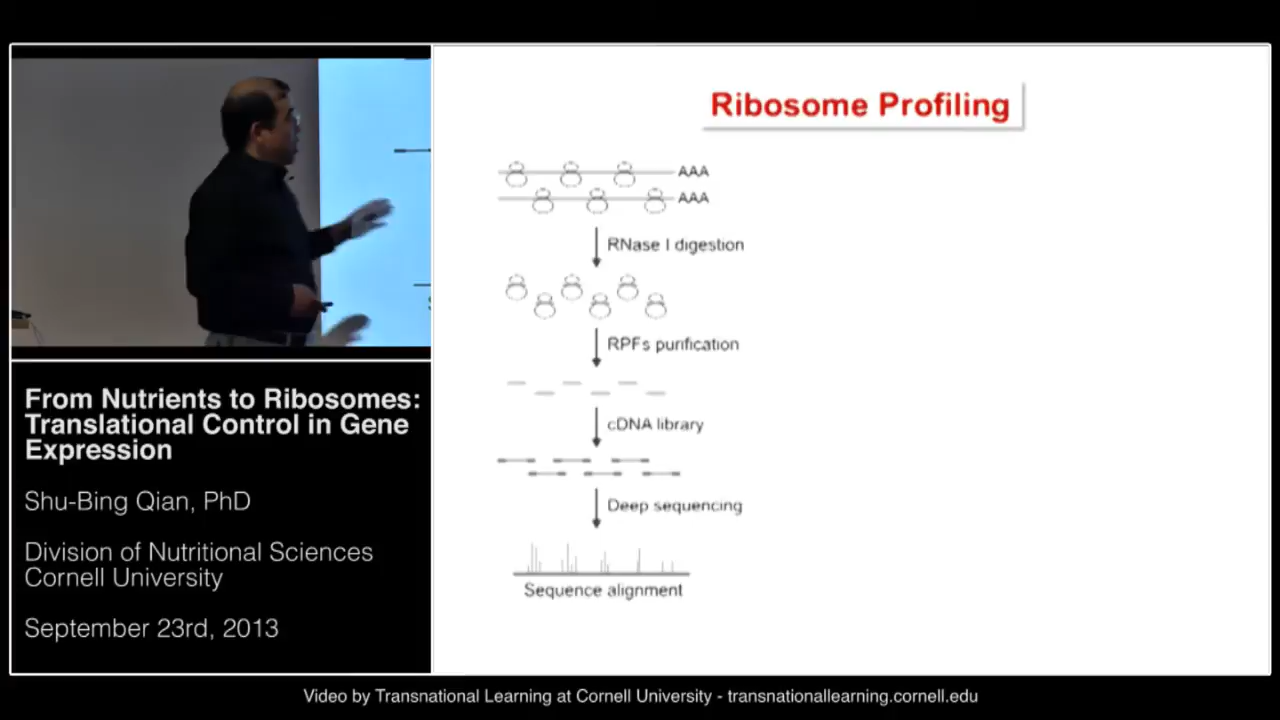 Ribosome Profiling
AAA
AAA
RNase I digestion
RPFs purification
cDNA library
Deep sequencing
Sequence alignment
From Nutrients to Ribosomes:
Translational Control in Gene
Expression
Shu-Bing Qian, PhD
Division of Nutritional Sciences
Cornell University
September 23rd, 2013
Video by Transnational Learning at Cornell University - transnationallearning.cornell.edu